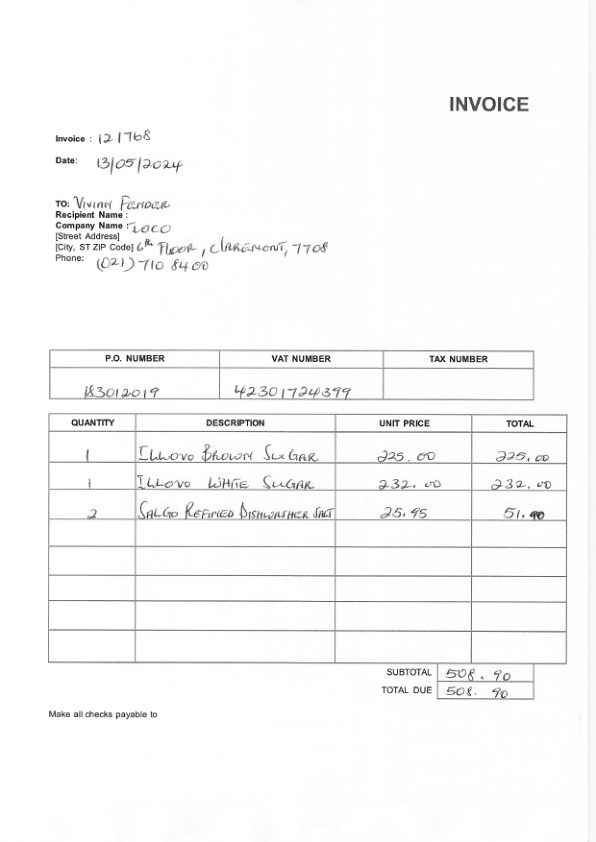 INVOICE
Invoice : 121768
Date: 13/05/2024
TO: VIVIAN FENDER
Recipient Name :
Company Name : LOCO
[Street Address]
[City, ST ZIP Code] 6th FLOOR, CLAREMONT, 7708
Phone: (021) 710 8400
P.O. NUMBER VAT NUMBER TAX NUMBER
183012019 42301724399
QUANTITY DESCRIPTION UNIT PRICE TOTAL
1 ILLOVO BROWN SUGAR 225.00 225.00
1 ILLOVO WHITE SUGAR 232.00 232.00
2 SALGO REFINED DISHWASHER SALT 25.95 51.90
SUBTOTAL 508.90
TOTAL DUE 508.90
Make all checks payable to